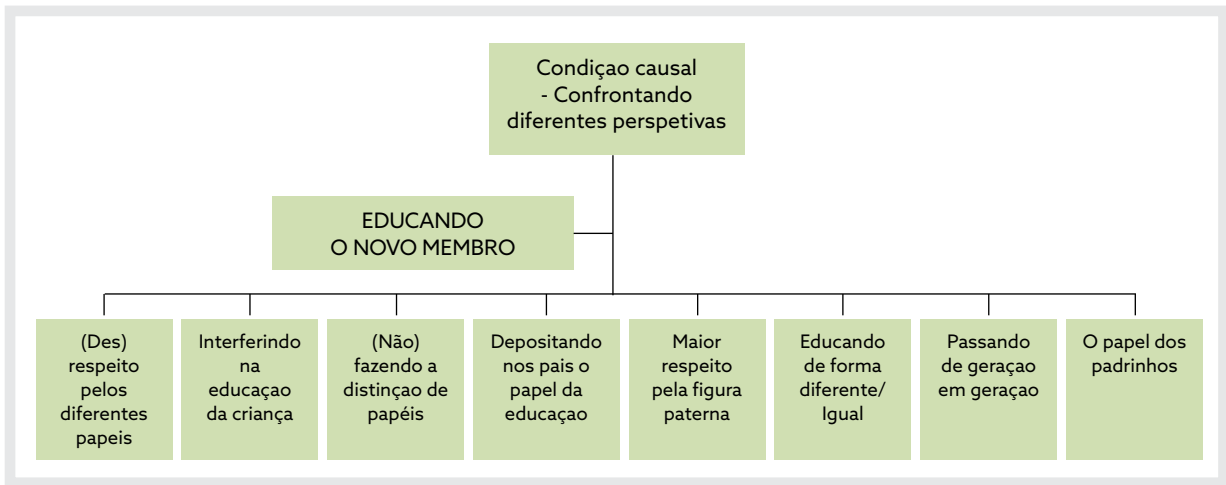 Condiçao causal
- Confrontando
diferentes perspetivas
EDUCANDO
O NOVO MEMBRO
(Des)
respeito
pelos
diferentes
papeis
Interferindo
na
educaçao
da criança
(Não)
fazendo a
distinçao de
papéis
Depositando
nos pais o
papel da
educaçao
Maior
respeito
pela figura
paterna
Educando
de forma
diferente/
Igual
Passando
de geraçao
em geraçao
O papel dos
padrinhos